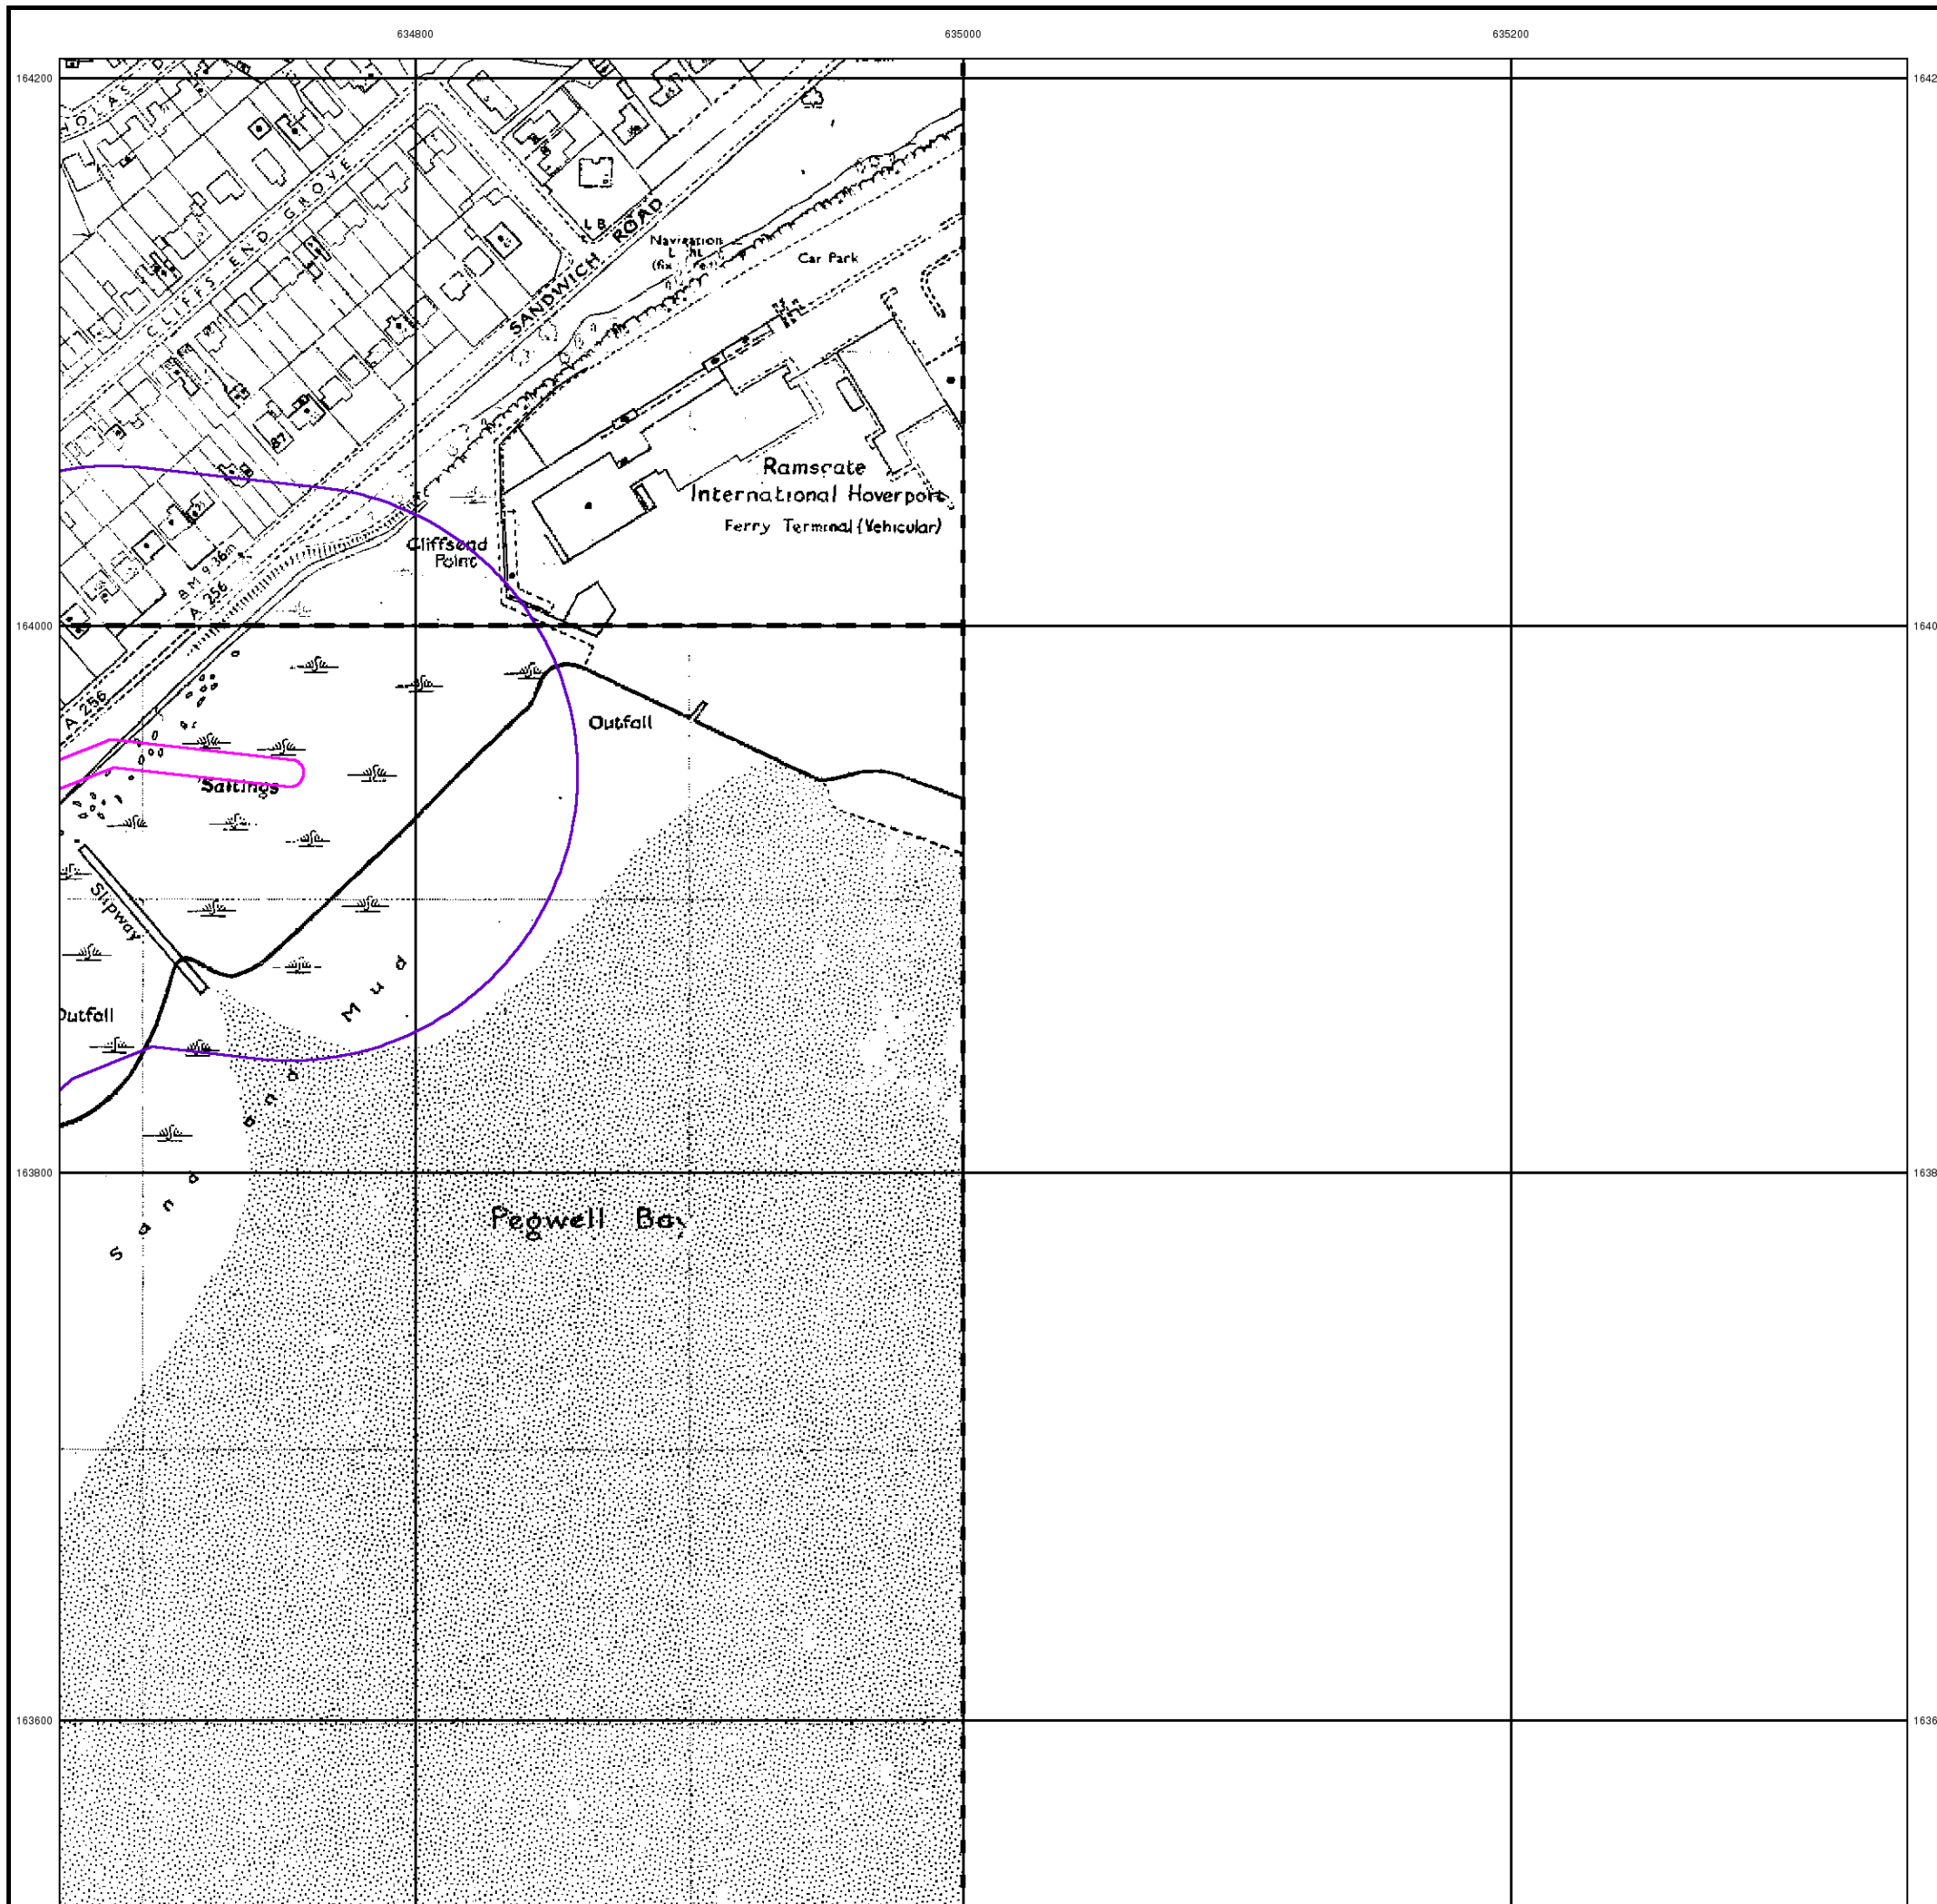 634800
635000
635200
164200
CLIFFS END GROVE
SANDWICH ROAD
L B
Navigation
Car Park
87
Ramsgate
International Hoverport
Ferry Terminal (Vehicular)
Cliffsend
Point
B M 9·36m
A 256
164000
A 256
Outfall
Saltings
Slipway
Mud
and
Sand
Outfall
163800
Pegwell Bay
163600